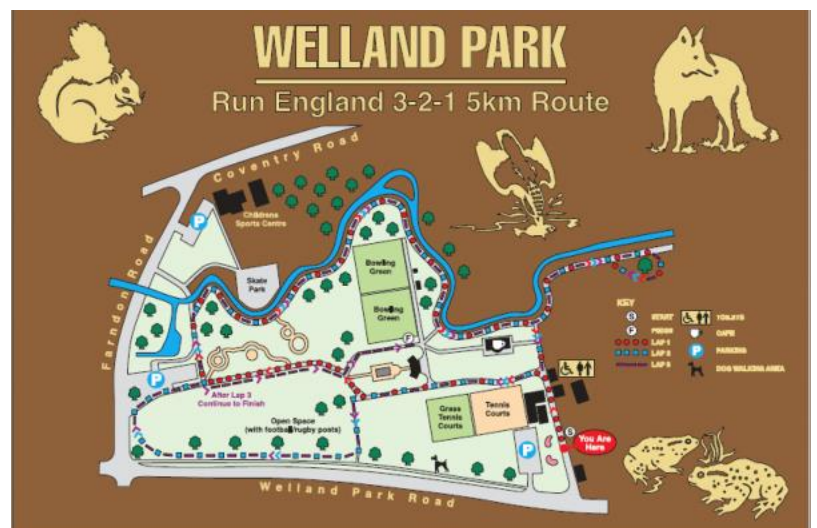 WELLAND PARK
Run England 3-2-1 5km Route
Coventry Road
Farndon Road
P
Childrens
Sports Centre
Skate
Park
Bowling
Green
Bowling
Green
F
P
After Lap 3
Continue to Finish
Open Space
(with football/rugby posts)
Grass
Tennis
Courts
Tennis
Courts
P
S
You Are
Here
Welland Park Road
KEY
S START
F FINISH
LAP 1
LAP 2
LAP 3
TOILETS
CAFE
P PARKING
DOG WALKING AREA